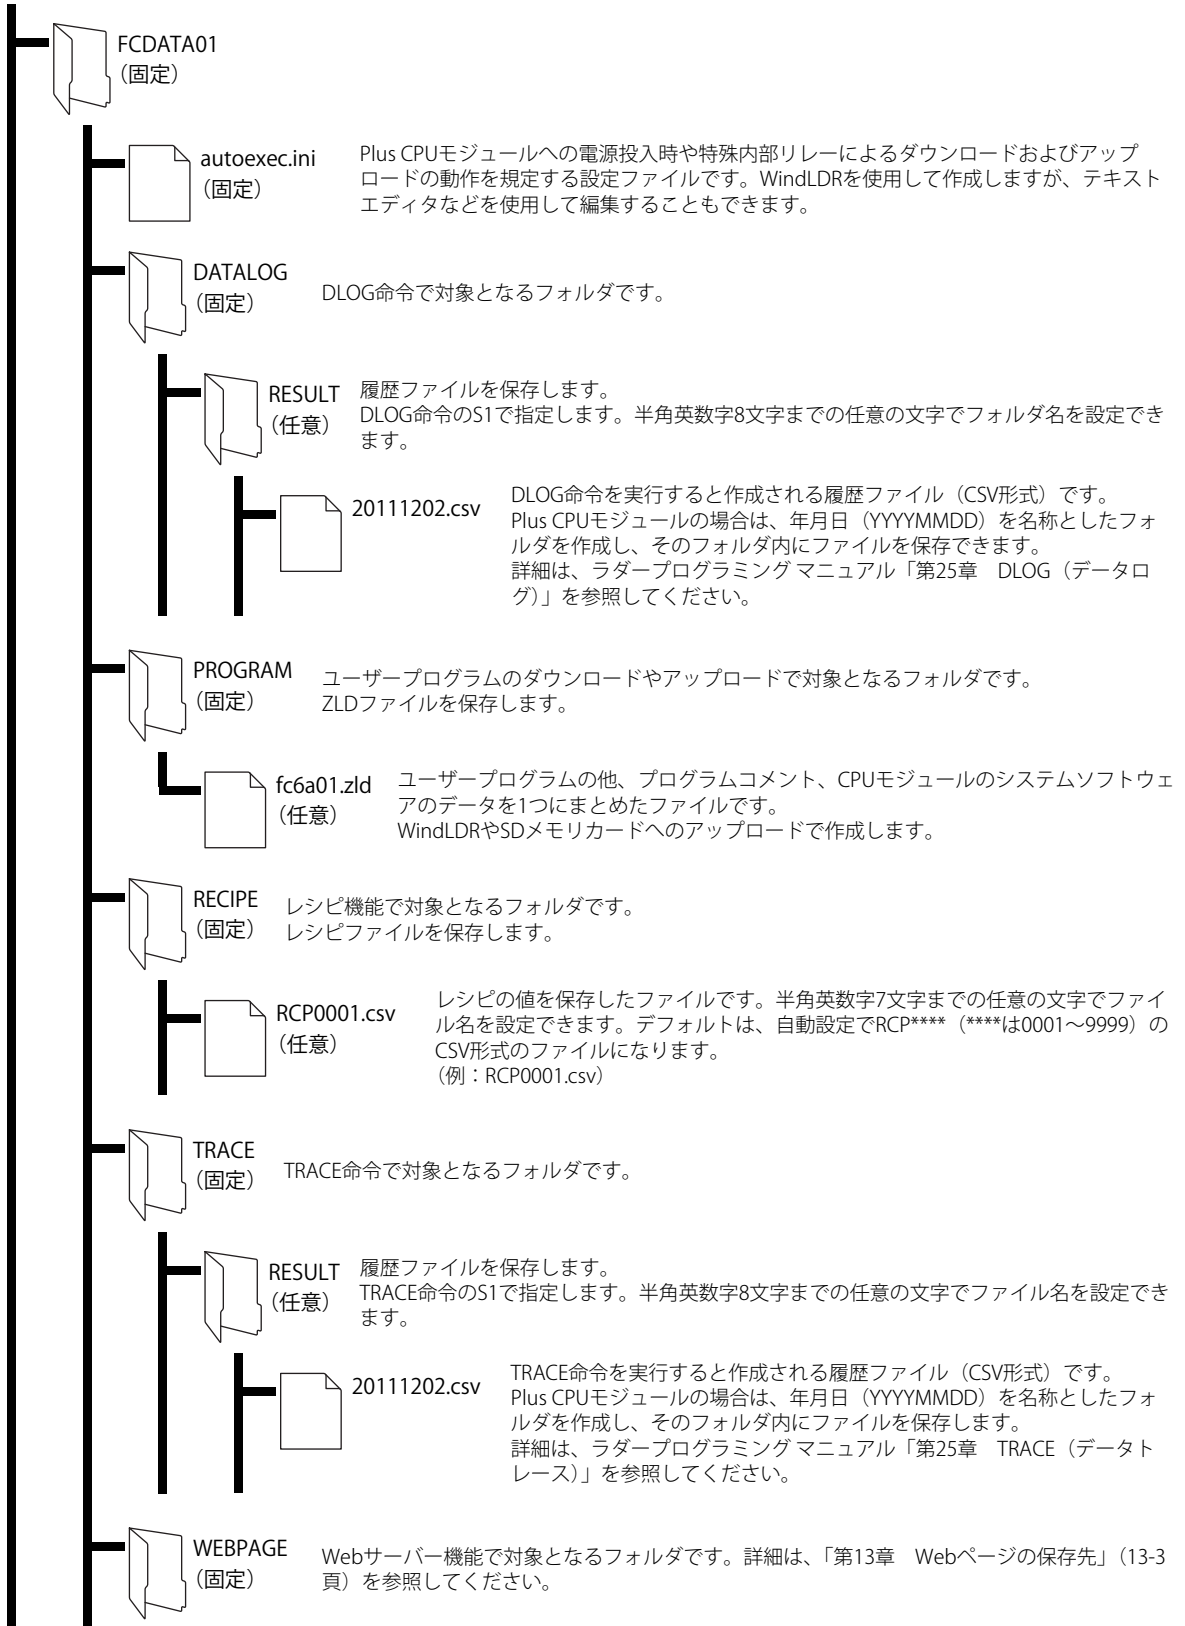 FCDATA01
（固定）
autoexec.ini
（固定）
Plus CPUモジュールへの電源投入時や特殊内部リレーによるダウンロードおよびアップ
ロードの動作を規定する設定ファイルです。WindLDRを使用して作成しますが、テキスト
エディタなどを使用して編集することもできます。
DATALOG
（固定）
DLOG命令で対象となるフォルダです。
RESULT
（任意）
履歴ファイルを保存します。
DLOG命令のS1で指定します。半角英数字8文字までの任意の文字でフォルダ名を設定でき
ます。
20111202.csv
DLOG命令を実行すると作成される履歴ファイル（CSV形式）です。
Plus CPUモジュールの場合は、年月日（YYYYMMDD）を名称としたフォ
ルダを作成し、そのフォルダ内にファイルを保存できます。
詳細は、ラダープログラミング マニュアル「第25章　DLOG（データロ
グ）」を参照してください。
PROGRAM
（固定）
ユーザープログラムのダウンロードやアップロードで対象となるフォルダです。
ZLDファイルを保存します。
fc6a01.zld
（任意）
ユーザープログラムの他、プログラムコメント、CPUモジュールのシステムソフトウェ
アのデータを1つにまとめたファイルです。
WindLDRやSDメモリカードへのアップロードで作成します。
RECIPE
（固定）
レシピ機能で対象となるフォルダです。
レシピファイルを保存します。
RCP0001.csv
（任意）
レシピの値を保存したファイルです。半角英数字7文字までの任意の文字でファイ
ル名を設定できます。デフォルトは、自動設定でRCP****（****は0001～9999）の
CSV形式のファイルになります。
（例：RCP0001.csv）
TRACE
（固定）
TRACE命令で対象となるフォルダです。
RESULT
（任意）
履歴ファイルを保存します。
TRACE命令のS1で指定します。半角英数字8文字までの任意の文字でファイル名を設定でき
ます。
20111202.csv
TRACE命令を実行すると作成される履歴ファイル（CSV形式）です。
Plus CPUモジュールの場合は、年月日（YYYYMMDD）を名称としたフォ
ルダを作成し、そのフォルダ内にファイルを保存します。
詳細は、ラダープログラミング マニュアル「第25章　TRACE（データト
レース）」を参照してください。
WEBPAGE
（固定）
Webサーバー機能で対象となるフォルダです。詳細は、「第13章　Webページの保存先」（13-3
頁）を参照してください。